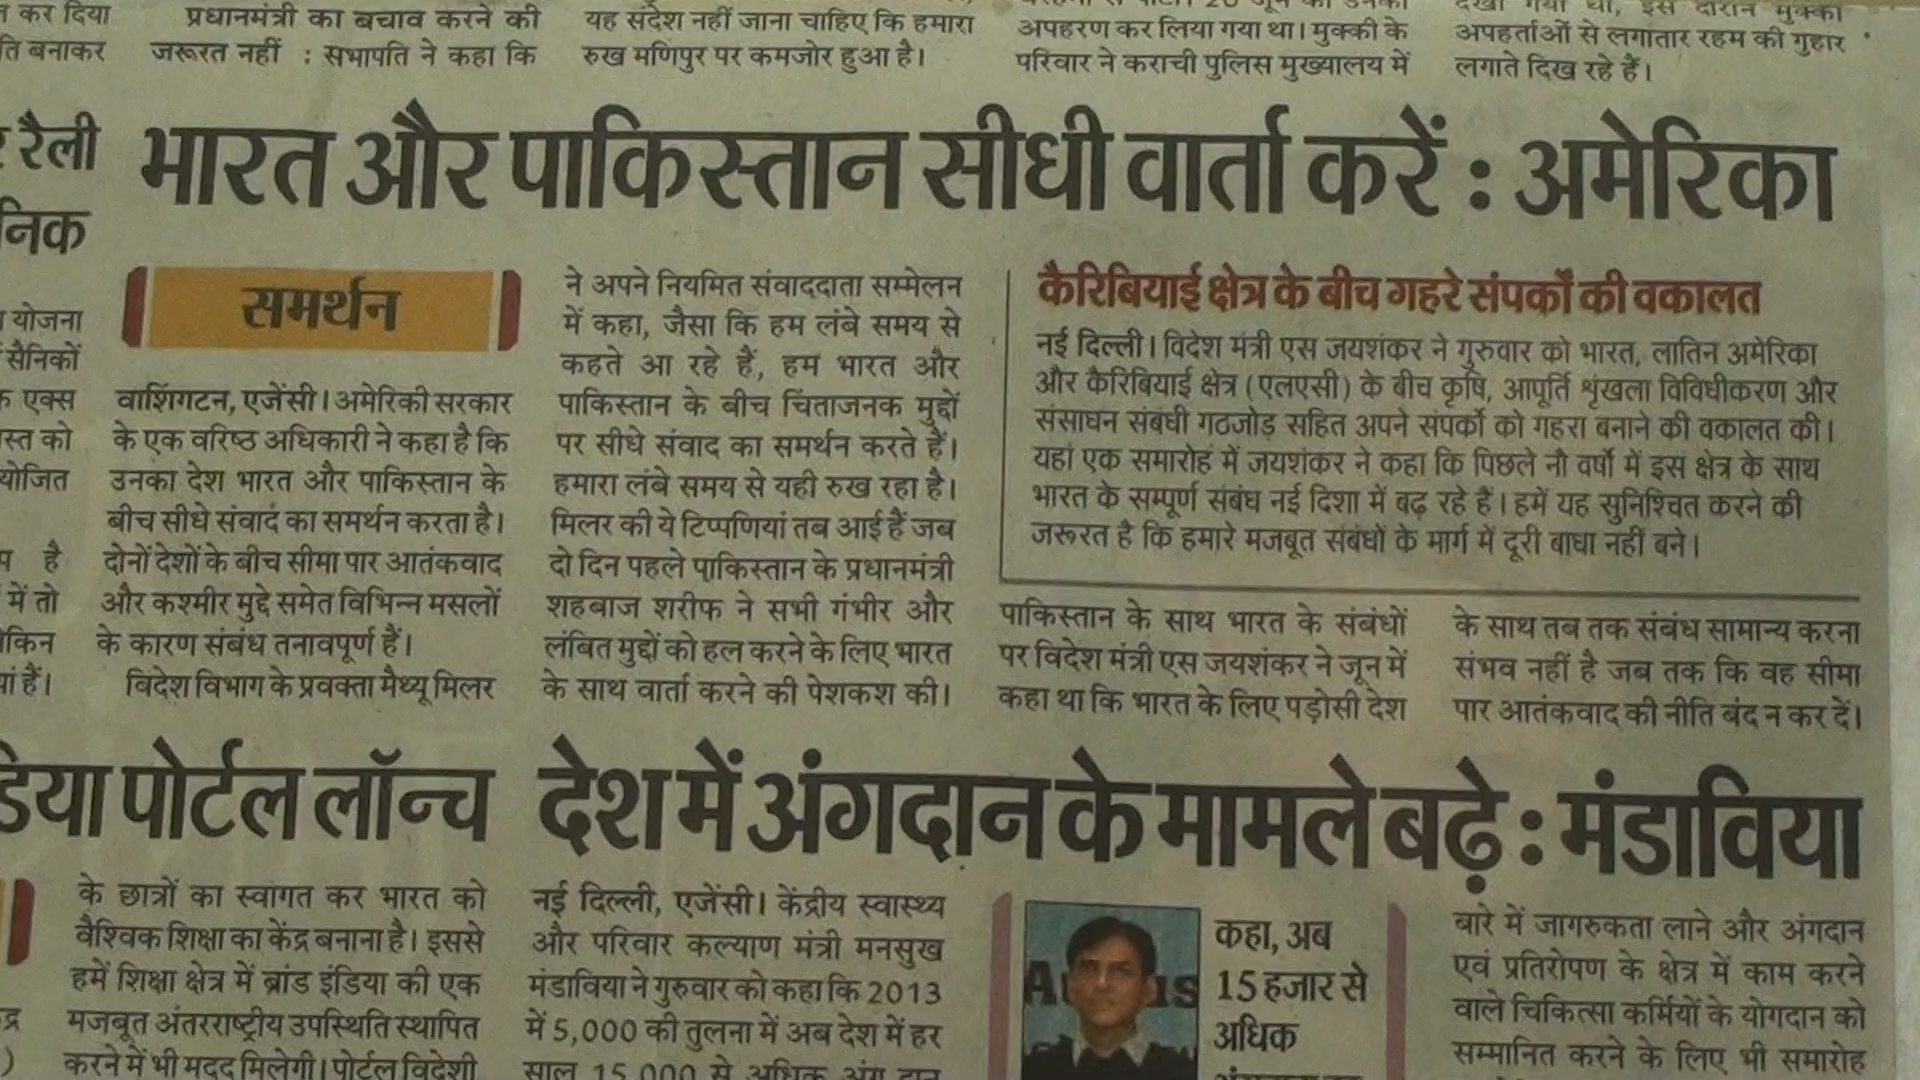 कर दिया
ति बनाकर
प्रधानमंत्री का बचाव करने की
जरूरत नहीं : सभापति ने कहा कि
यह संदेश नहीं जाना चाहिए कि हमारा
रुख मणिपुर पर कमजोर हुआ है।
अपहरण कर लिया गया था। मुक्की के
परिवार ने कराची पुलिस मुख्यालय में
देखा गया था, इस दौरान मुक्की
अपहर्ताओं से लगातार रहम की गुहार
लगाते दिख रहे हैं।
रैली
निक
योजना
सैनिकों
एक्स
स्त को
योजित
है
में तो
किन
हैं।
भारत और पाकिस्तान सीधी वार्ता करें : अमेरिका
समर्थन
वाशिंगटन, एजेंसी। अमेरिकी सरकार
के एक वरिष्ठ अधिकारी ने कहा है कि
उनका देश भारत और पाकिस्तान के
बीच सीधे संवाद का समर्थन करता है।
दोनों देशों के बीच सीमा पार आतंकवाद
और कश्मीर मुद्दे समेत विभिन्न मसलों
के कारण संबंध तनावपूर्ण हैं।
विदेश विभाग के प्रवक्ता मैथ्यू मिलर
ने अपने नियमित संवाददाता सम्मेलन
में कहा, जैसा कि हम लंबे समय से
कहते आ रहे हैं, हम भारत और
पाकिस्तान के बीच चिंताजनक मुद्दों
पर सीधे संवाद का समर्थन करते हैं।
हमारा लंबे समय से यही रुख रहा है।
मिलर की ये टिप्पणियां तब आई हैं जब
दो दिन पहले पाकिस्तान के प्रधानमंत्री
शहबाज शरीफ ने सभी गंभीर और
लंबित मुद्दों को हल करने के लिए भारत
के साथ वार्ता करने की पेशकश की।
कैरिबियाई क्षेत्र के बीच गहरे संपर्कों की वकालत
नई दिल्ली। विदेश मंत्री एस जयशंकर ने गुरुवार को भारत, लातिन अमेरिका
और कैरिबियाई क्षेत्र (एलएसी) के बीच कृषि, आपूर्ति शृंखला विविधीकरण और
संसाधन संबंधी गठजोड़ सहित अपने संपर्कों को गहरा बनाने की वकालत की।
यहां एक समारोह में जयशंकर ने कहा कि पिछले नौ वर्षों में इस क्षेत्र के साथ
भारत के सम्पूर्ण संबंध नई दिशा में बढ़ रहे हैं। हमें यह सुनिश्चित करने की
जरूरत है कि हमारे मजबूत संबंधों के मार्ग में दूरी बाधा नहीं बने।
पाकिस्तान के साथ भारत के संबंधों
पर विदेश मंत्री एस जयशंकर ने जून में
कहा था कि भारत के लिए पड़ोसी देश
के साथ तब तक संबंध सामान्य करना
संभव नहीं है जब तक कि वह सीमा
पार आतंकवाद की नीति बंद न कर दें।
डिया पोर्टल लॉन्च
के छात्रों का स्वागत कर भारत को
वैश्विक शिक्षा का केंद्र बनाना है। इससे
हमें शिक्षा क्षेत्र में ब्रांड इंडिया की एक
मजबूत अंतरराष्ट्रीय उपस्थिति स्थापित
करने में भी मदद मिलेगी। पोर्टल विदेशी
देश में अंगदान के मामले बढ़े : मंडाविया
नई दिल्ली, एजेंसी। केंद्रीय स्वास्थ्य
और परिवार कल्याण मंत्री मनसुख
मंडाविया ने गुरुवार को कहा कि 2013
में 5,000 की तुलना में अब देश में हर
साल 15,000 से अधिक अंग दान
कहा, अब
15 हजार से
अधिक
बारे में जागरुकता लाने और अंगदान
एवं प्रतिरोपण के क्षेत्र में काम करने
वाले चिकित्सा कर्मियों के योगदान को
सम्मानित करने के लिए भी समारोह